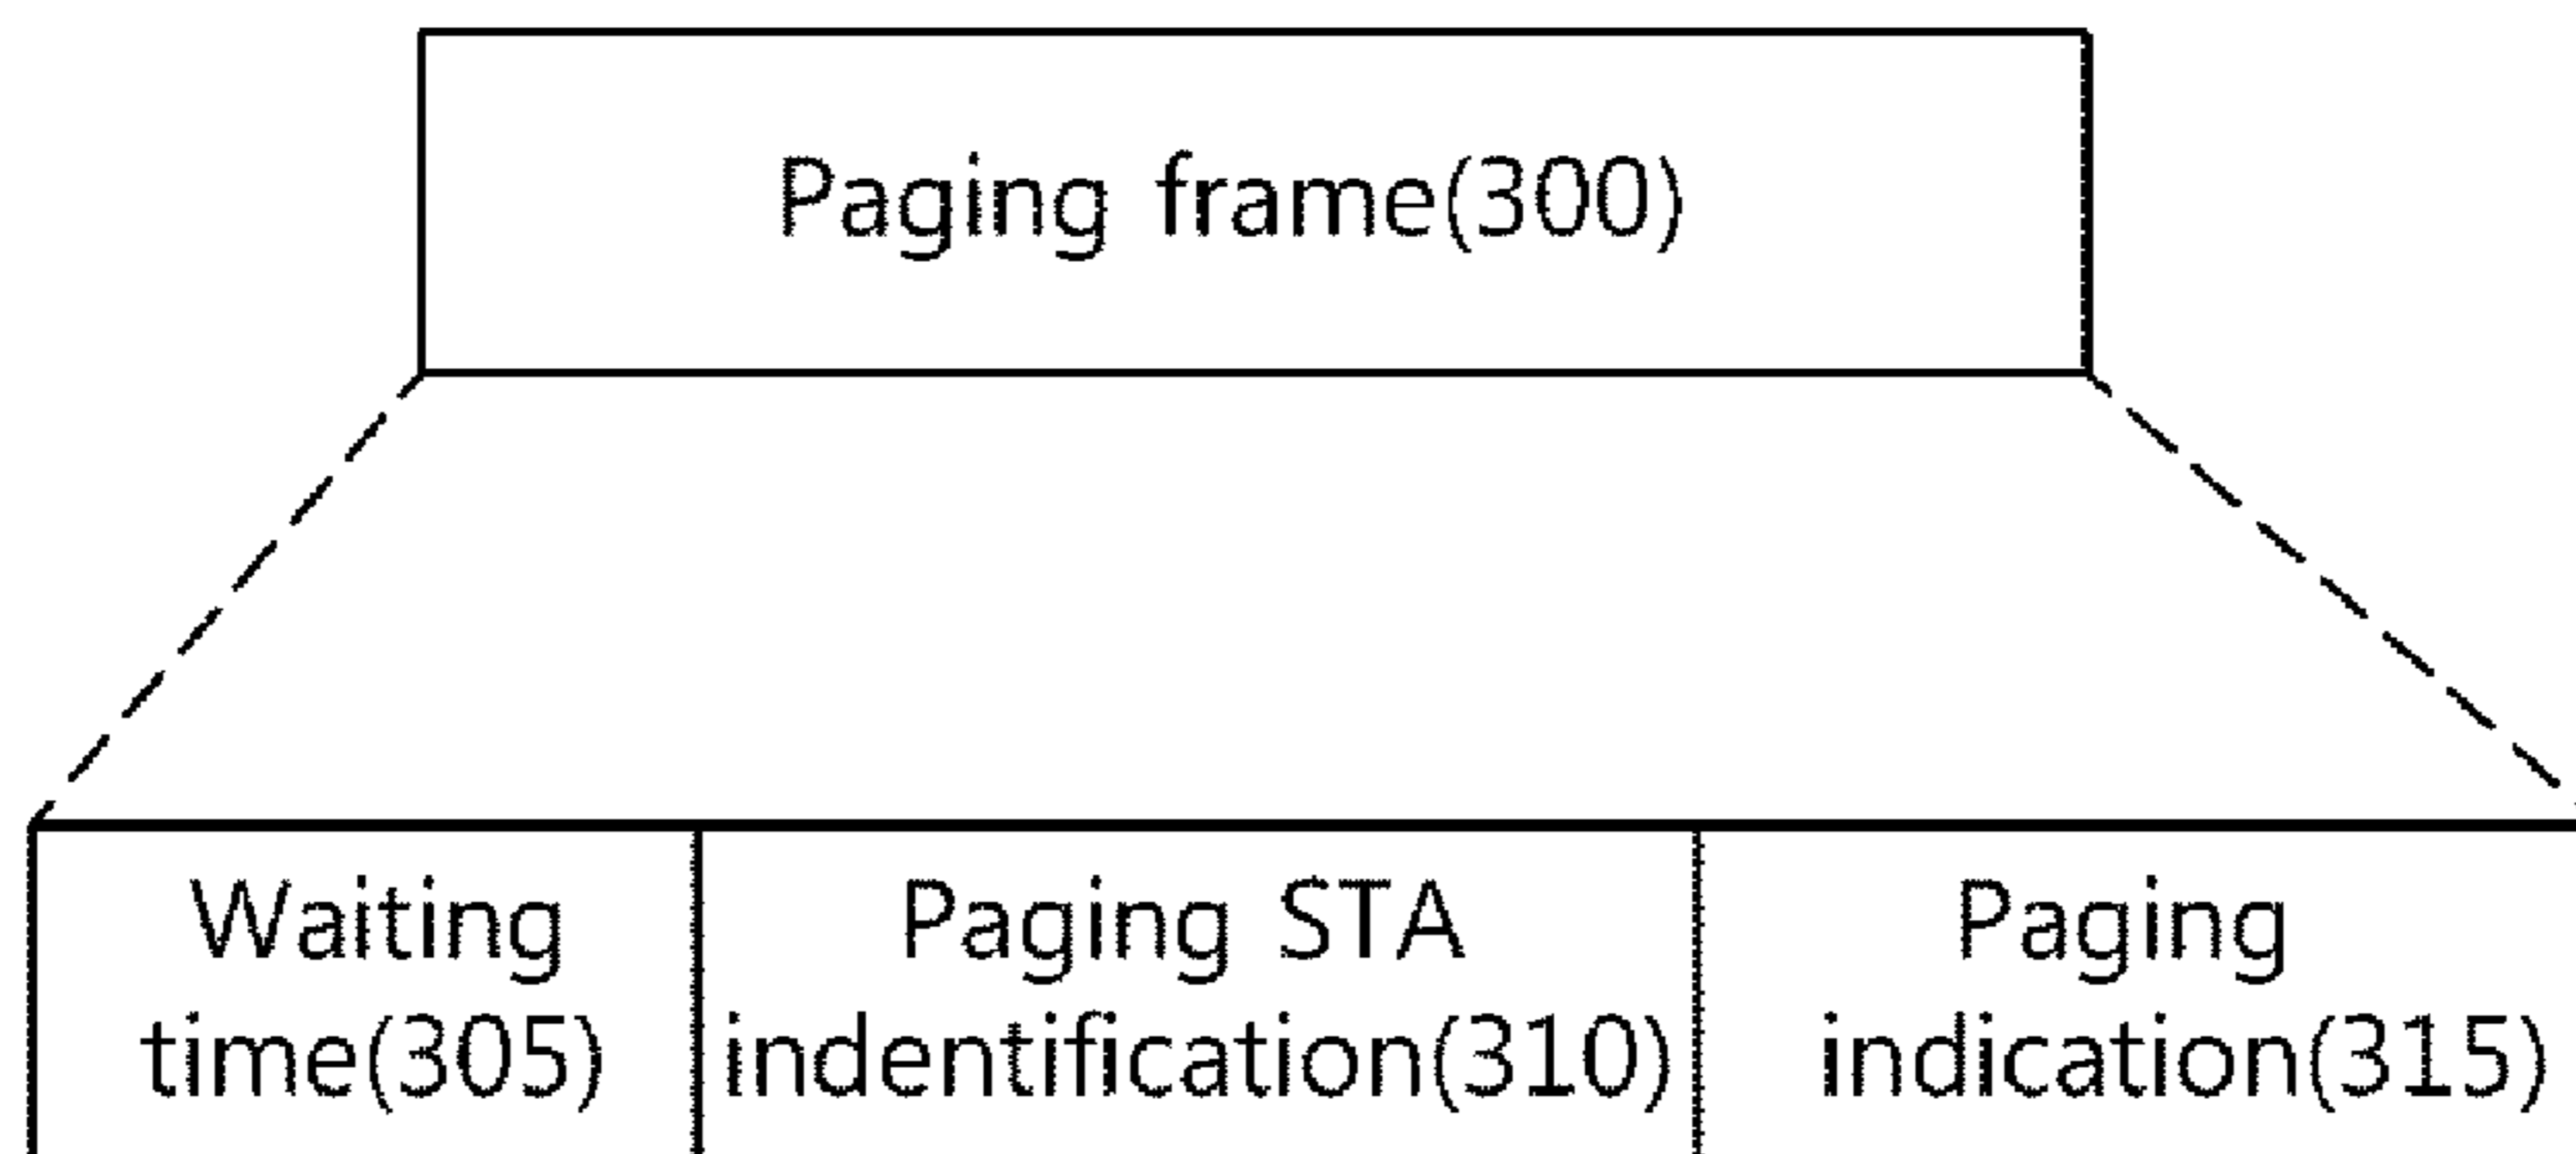 Paging frame(300)
Waiting
time(305)
Paging STA
indentification(310)
Paging
indication(315)